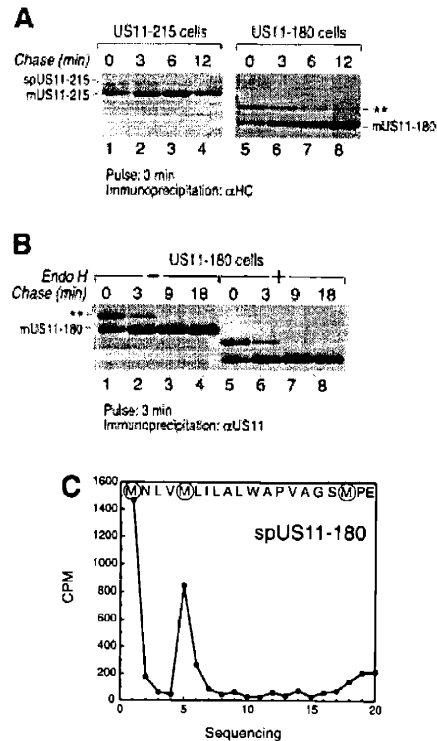 A
US11-215 cells US11-180 cells
Chase (min) 0 3 6 12 0 3 6 12
spUS11-215
mUS11-215
**
mUS11-180
1 2 3 4 5 6 7 8
Pulse: 3 min
Immunoprecipitation: αHC
B
US11-180 cells
Endo H − +
Chase (min) 0 3 9 18 0 3 9 18
**
mUS11-180
1 2 3 4 5 6 7 8
Pulse: 3 min
Immunoprecipitation: αUS11
C
M N L V M L I L A L W A P V A G S M P E
spUS11-180
1600
1400
1200
1000
800
600
400
200
0
CPM
0 5 10 15 20
Sequencing